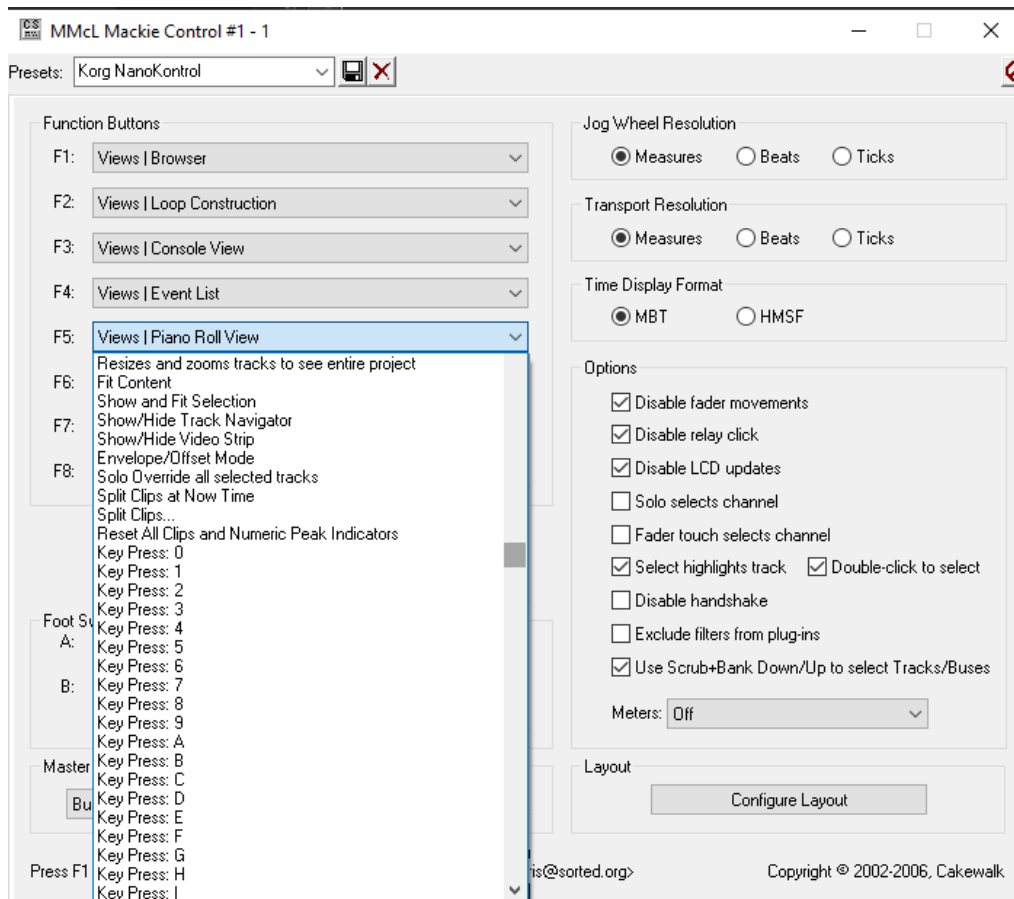 MMcL Mackie Control #1 - 1
Presets: Korg NanoKontrol
Function Buttons
F1: Views | Browser
F2: Views | Loop Construction
F3: Views | Console View
F4: Views | Event List
F5: Views | Piano Roll View
F6:
F7:
F8:
Resizes and zooms tracks to see entire project
Fit Content
Show and Fit Selection
Show/Hide Track Navigator
Show/Hide Video Strip
Envelope/Offset Mode
Solo Override all selected tracks
Split Clips at Now Time
Split Clips...
Reset All Clips and Numeric Peak Indicators
Key Press: 0
Key Press: 1
Key Press: 2
Key Press: 3
Key Press: 4
Key Press: 5
Key Press: 6
Key Press: 7
Key Press: 8
Key Press: 9
Key Press: A
Key Press: B
Key Press: C
Key Press: D
Key Press: E
Key Press: F
Key Press: G
Key Press: H
Key Press: I
Foot Sw
A:
B:
Master
Bu
Jog Wheel Resolution
Measures Beats Ticks
Transport Resolution
Measures Beats Ticks
Time Display Format
MBT HMSF
Options
Disable fader movements
Disable relay click
Disable LCD updates
Solo selects channel
Fader touch selects channel
Select highlights track Double-click to select
Disable handshake
Exclude filters from plug-ins
Use Scrub+Bank Down/Up to select Tracks/Buses
Meters: Off
Layout
Configure Layout
Press F1 ris@sorted.org> Copyright © 2002-2006, Cakewalk